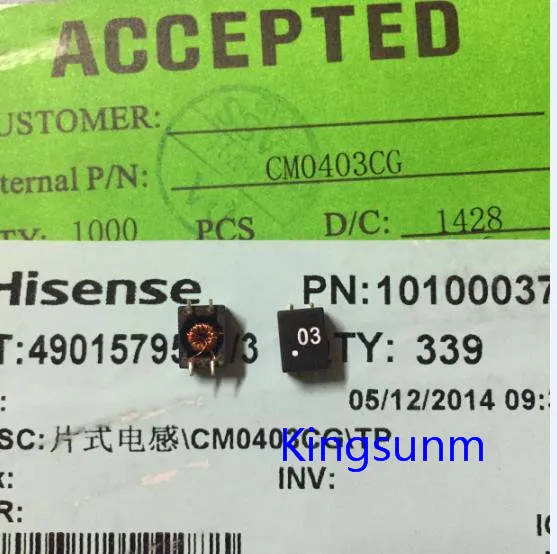 ACCEPTED
USTOMER:
ternal P/N: CM0403CG
TY: 1000 PCS D/C: 1428
Hisense PN:10100037
T:49015795 /3 TY: 339
03
: 05/12/2014 09:
SC:片式电感\CM0403CG\TP
Kingsunm
: INV:
R: